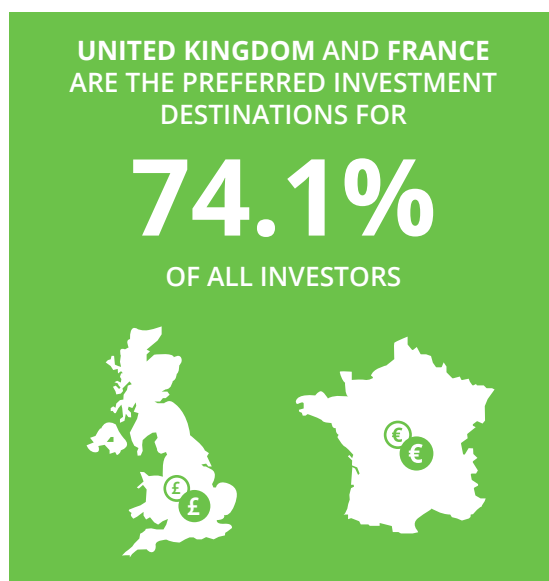 UNITED KINGDOM AND FRANCE
ARE THE PREFERRED INVESTMENT
DESTINATIONS FOR
74.1%
OF ALL INVESTORS
€
£
€
£